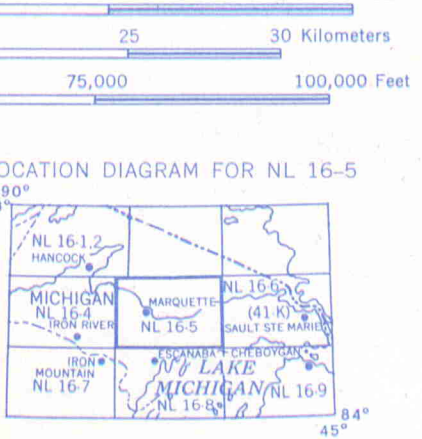 25 30 Kilometers
75,000 100,000 Feet
OCATION DIAGRAM FOR NL 16-5
90°
NL 16-1,2
HANCOCK
NL 16-6
MICHIGAN
MARQUETTE
(41-K)
NL 16-4
NL 16-5
SAULT STE MARIE
IRON RIVER
ESCANABA
CHEBOYGAN
IRON
MOUNTAIN
LAKE
MICHIGAN
NL 16-7
NL 16-8
NL 16-9
84°
45°